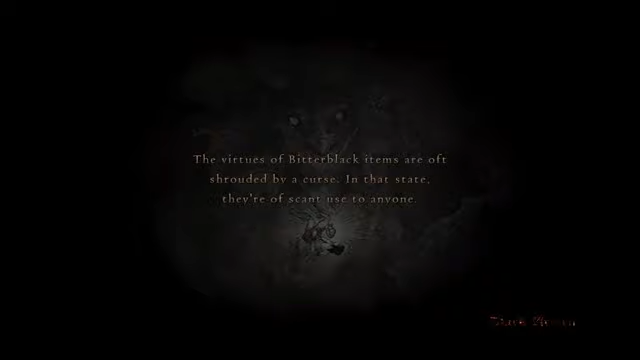 The virtues of Bitterblack items are oft
shrouded by a curse. In that state,
they're of scant use to anyone.